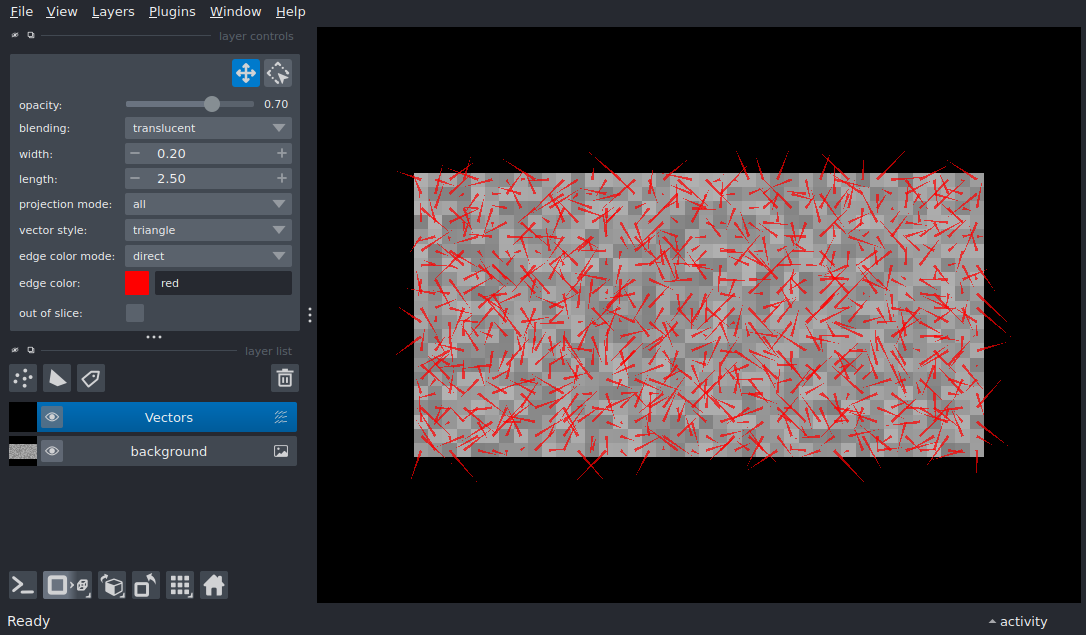 File View Layers Plugins Window Help
layer controls
opacity: 0.70
blending: translucent
width: 0.20
length: 2.50
projection mode: all
vector style: triangle
edge color mode: direct
edge color: red
out of slice:
layer list
Vectors
background
Ready activity